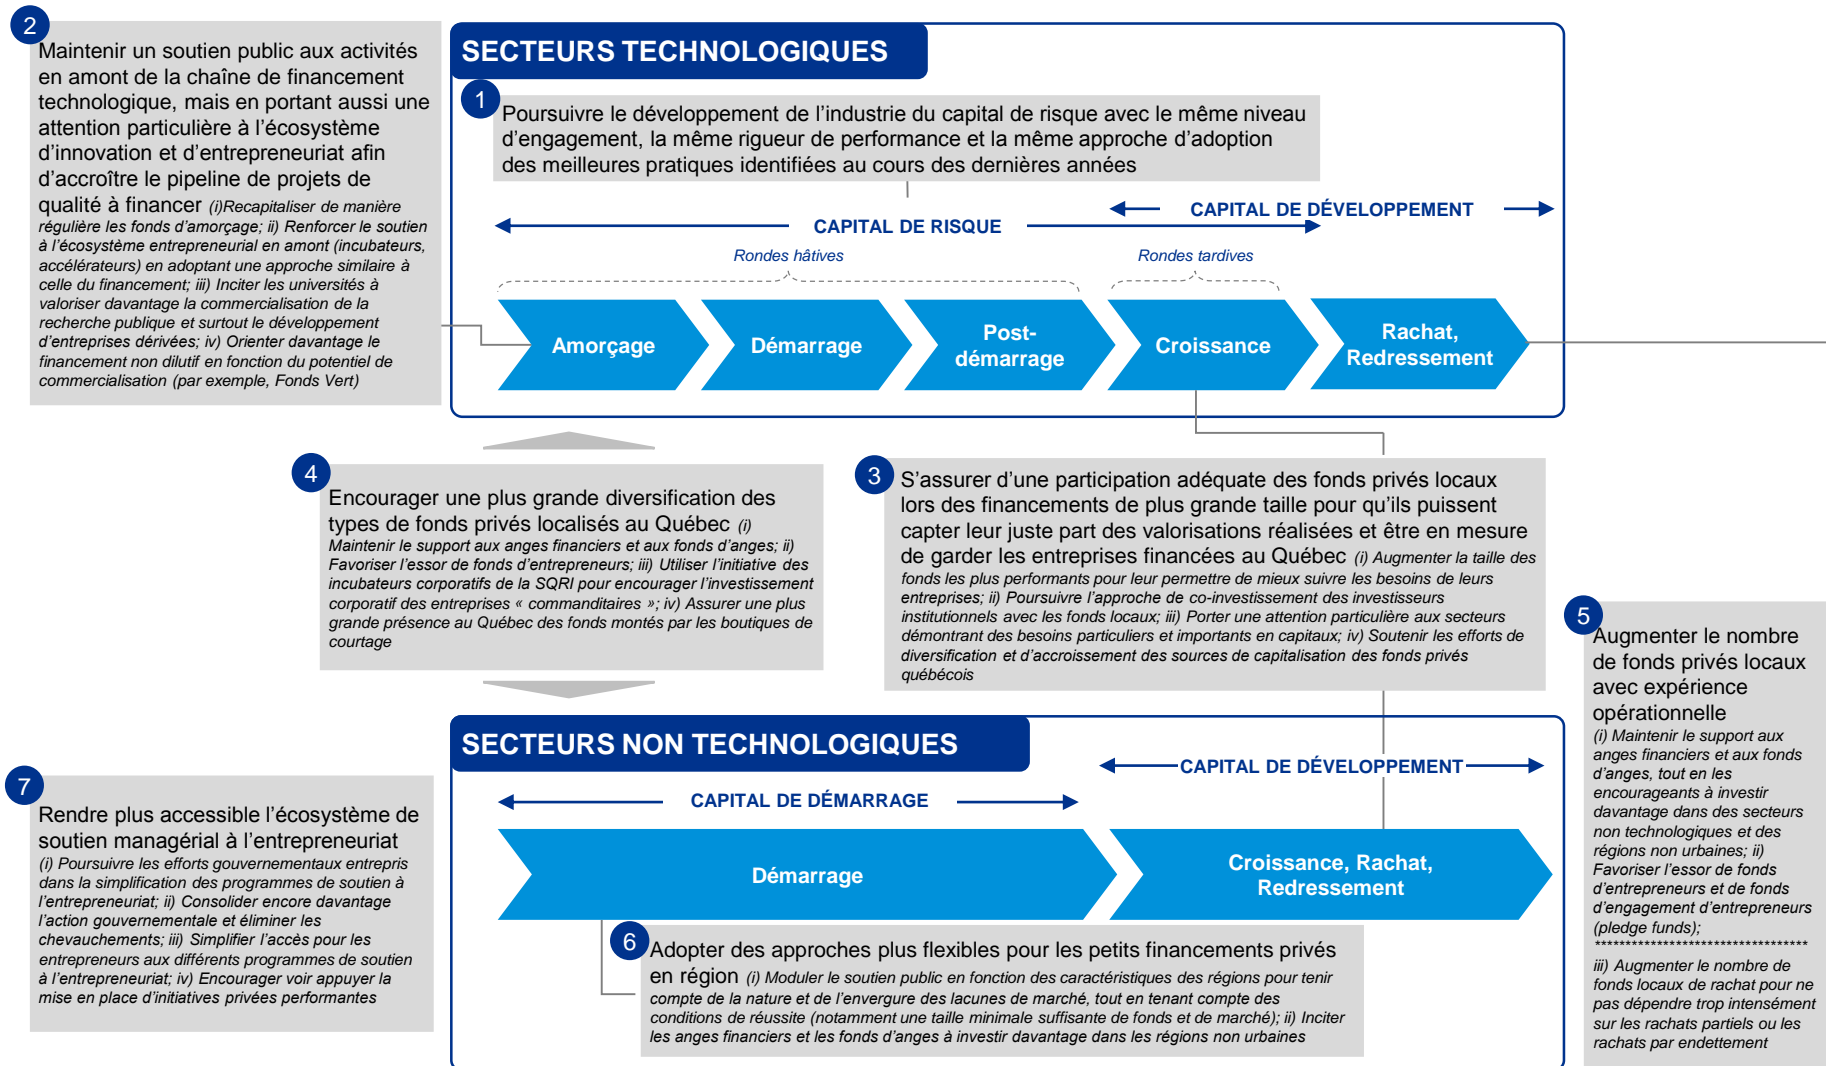 2
Maintenir un soutien public aux activités
en amont de la chaîne de financement
technologique, mais en portant aussi une
attention particulière à l’écosystème
d’innovation et d’entrepreneuriat afin
d’accroître le pipeline de projets de
qualité à financer (i)Recapitaliser de manière
régulière les fonds d’amorçage; ii) Renforcer le soutien
à l’écosystème entrepreneurial en amont (incubateurs,
accélérateurs) en adoptant une approche similaire à
celle du financement; iii) Inciter les universités à
valoriser davantage la commercialisation de la
recherche publique et surtout le développement
d’entreprises dérivées; iv) Orienter davantage le
financement non dilutif en fonction du potentiel de
commercialisation (par exemple, Fonds Vert)
SECTEURS TECHNOLOGIQUES
1
Poursuivre le développement de l’industrie du capital de risque avec le même niveau
d’engagement, la même rigueur de performance et la même approche d’adoption
des meilleures pratiques identifiées au cours des dernières années
CAPITAL DE DÉVELOPPEMENT
CAPITAL DE RISQUE
Rondes hâtives
Rondes tardives
Amorçage
Démarrage
Post-
démarrage
Croissance
Rachat,
Redressement
4
Encourager une plus grande diversification des
types de fonds privés localisés au Québec (i)
Maintenir le support aux anges financiers et aux fonds d’anges; ii)
Favoriser l’essor de fonds d’entrepreneurs; iii) Utiliser l’initiative des
incubateurs corporatifs de la SQRI pour encourager l’investissement
corporatif des entreprises « commanditaires »; iv) Assurer une plus
grande présence au Québec des fonds montés par les boutiques de
courtage
3
S’assurer d’une participation adéquate des fonds privés locaux
lors des financements de plus grande taille pour qu’ils puissent
capter leur juste part des valorisations réalisées et être en mesure
de garder les entreprises financées au Québec (i) Augmenter la taille des
fonds les plus performants pour leur permettre de mieux suivre les besoins de leurs
entreprises; ii) Poursuivre l’approche de co-investissement des investisseurs
institutionnels avec les fonds locaux; iii) Porter une attention particulière aux secteurs
démontrant des besoins particuliers et importants en capitaux; iv) Soutenir les efforts de
diversification et d’accroissement des sources de capitalisation des fonds privés
québécois
5
Augmenter le nombre
de fonds privés locaux
avec expérience
opérationnelle
(i) Maintenir le support aux
anges financiers et aux fonds
d’anges, tout en les
encourageants à investir
davantage dans des secteurs
non technologiques et des
régions non urbaines; ii)
Favoriser l’essor de fonds
d’entrepreneurs et de fonds
d’engagement d’entrepreneurs
(pledge funds);
***********************************
iii) Augmenter le nombre de
fonds locaux de rachat pour ne
pas dépendre trop intensément
sur les rachats partiels ou les
rachats par endettement
SECTEURS NON TECHNOLOGIQUES
CAPITAL DE DÉVELOPPEMENT
CAPITAL DE DÉMARRAGE
Démarrage
Croissance, Rachat,
Redressement
7
Rendre plus accessible l’écosystème de
soutien managérial à l’entrepreneuriat
(i) Poursuivre les efforts gouvernementaux entrepris
dans la simplification des programmes de soutien à
l’entrepreneuriat; ii) Consolider encore davantage
l’action gouvernementale et éliminer les
chevauchements; iii) Simplifier l’accès pour les
entrepreneurs aux différents programmes de soutien
à l’entrepreneuriat; iv) Encourager voir appuyer la
mise en place d’initiatives privées performantes
6
Adopter des approches plus flexibles pour les petits financements privés
en région (i) Moduler le soutien public en fonction des caractéristiques des régions pour tenir
compte de la nature et de l’envergure des lacunes de marché, tout en tenant compte des
conditions de réussite (notamment une taille minimale suffisante de fonds et de marché); ii) Inciter
les anges financiers et les fonds d’anges à investir davantage dans les régions non urbaines